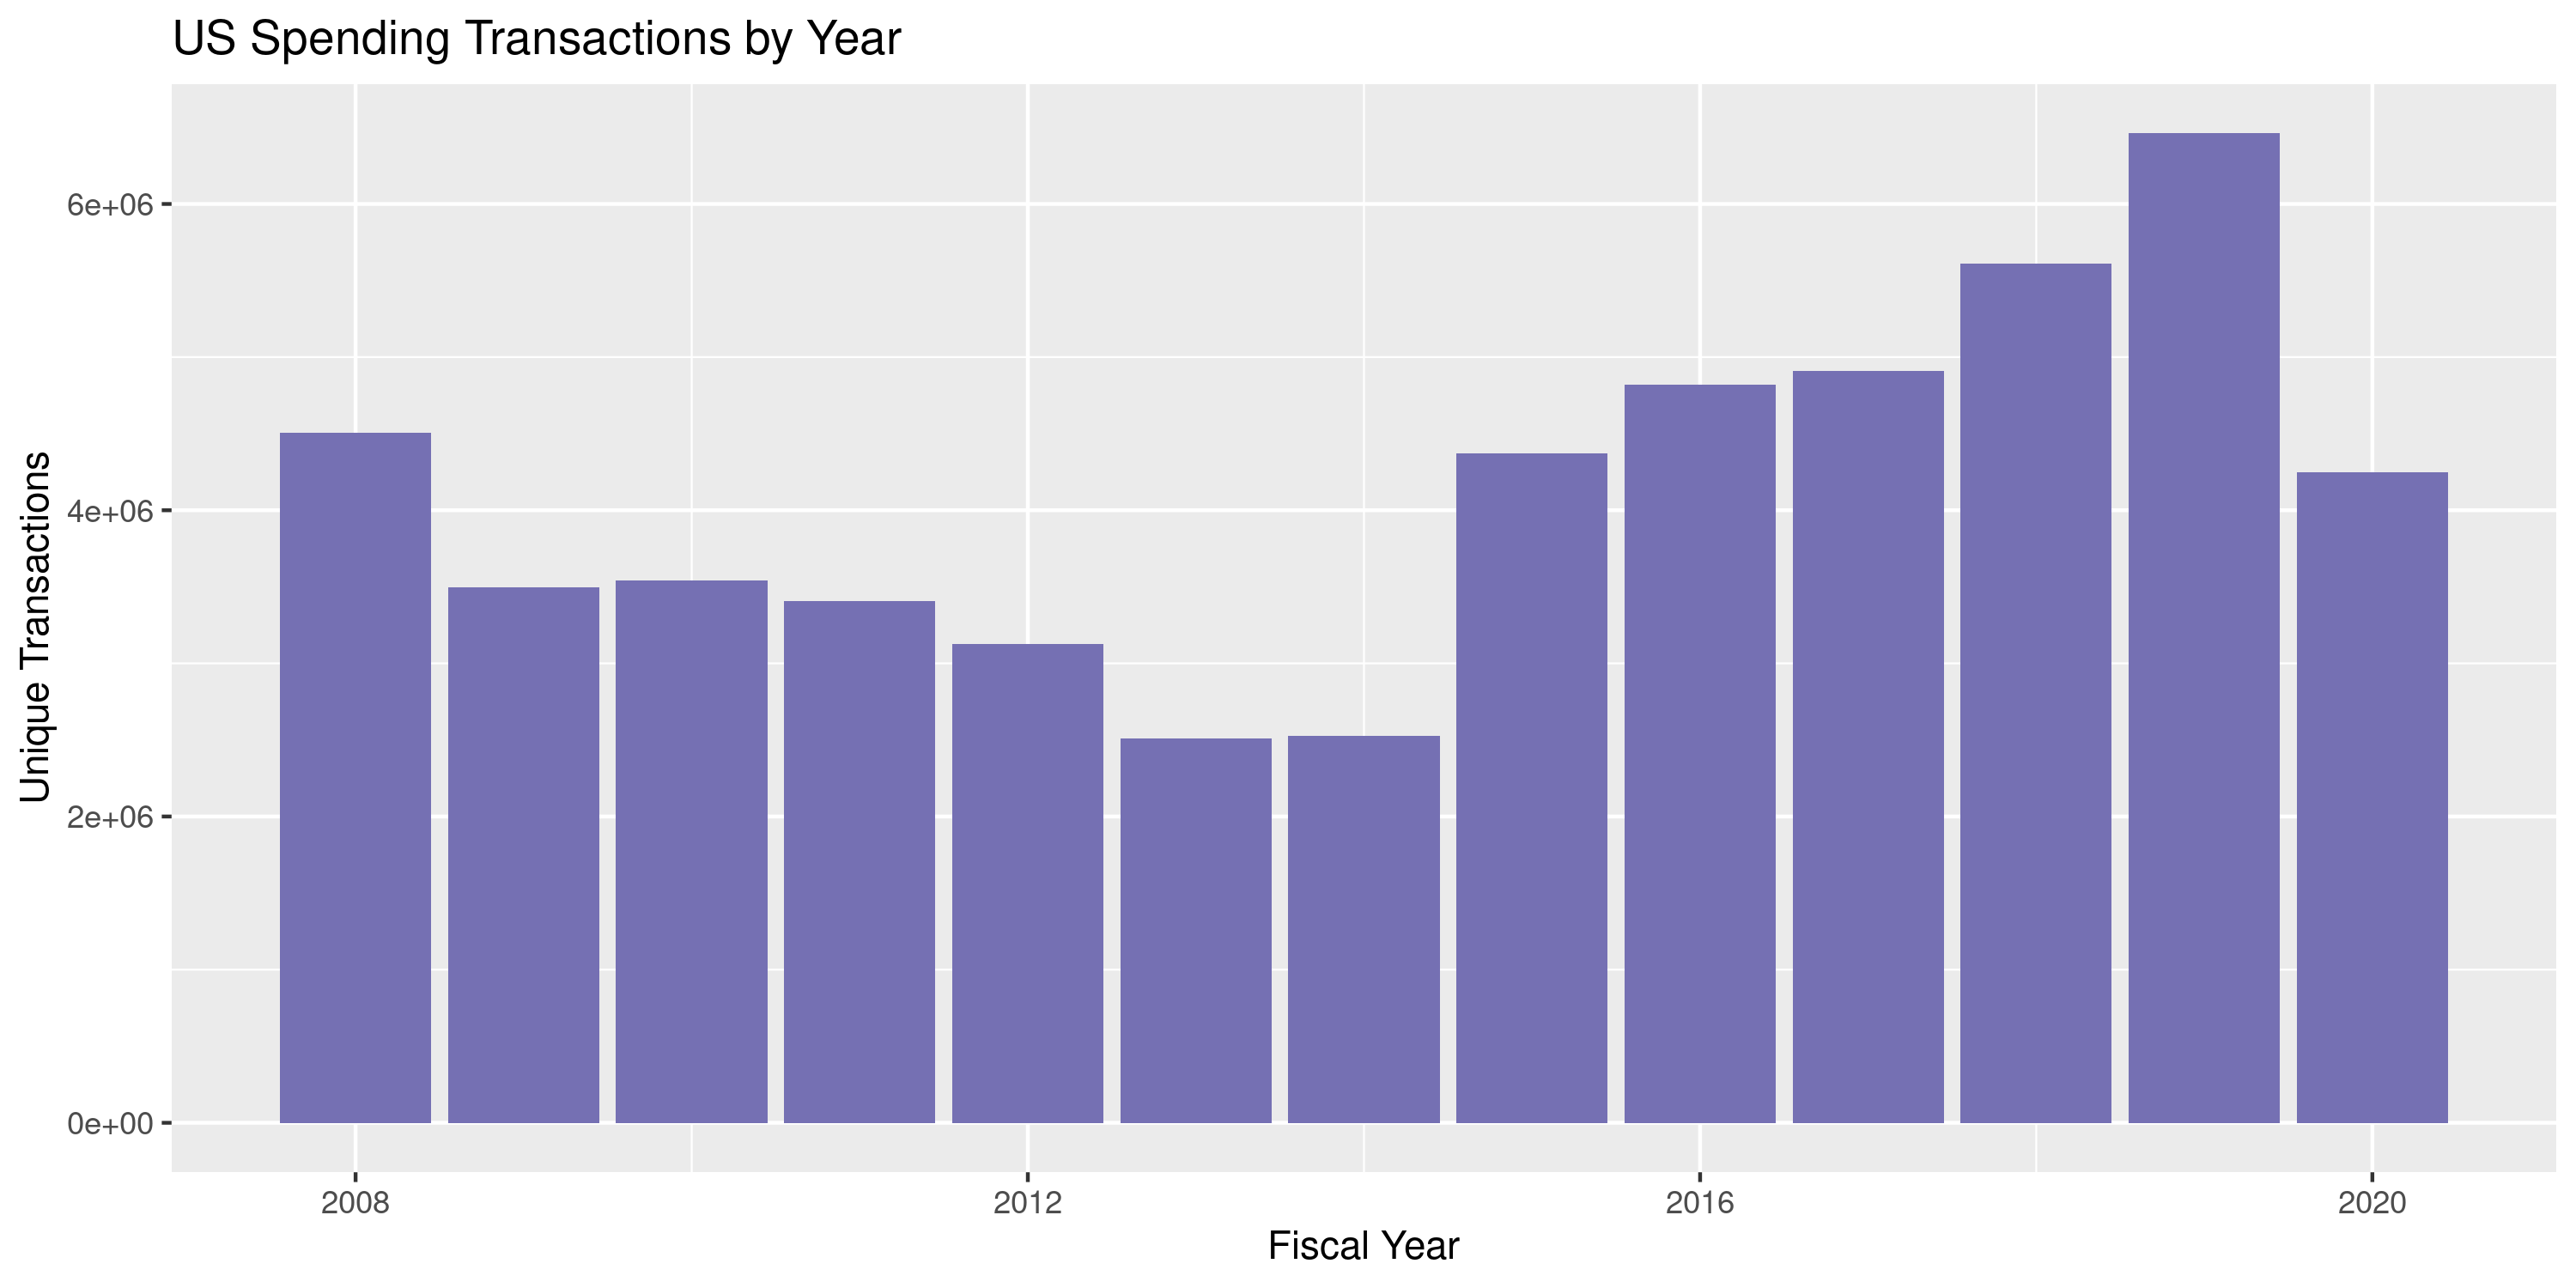 US Spending Transactions by Year
Unique Transactions
6e+06
4e+06
2e+06
0e+00
2008
2012
2016
2020
Fiscal Year